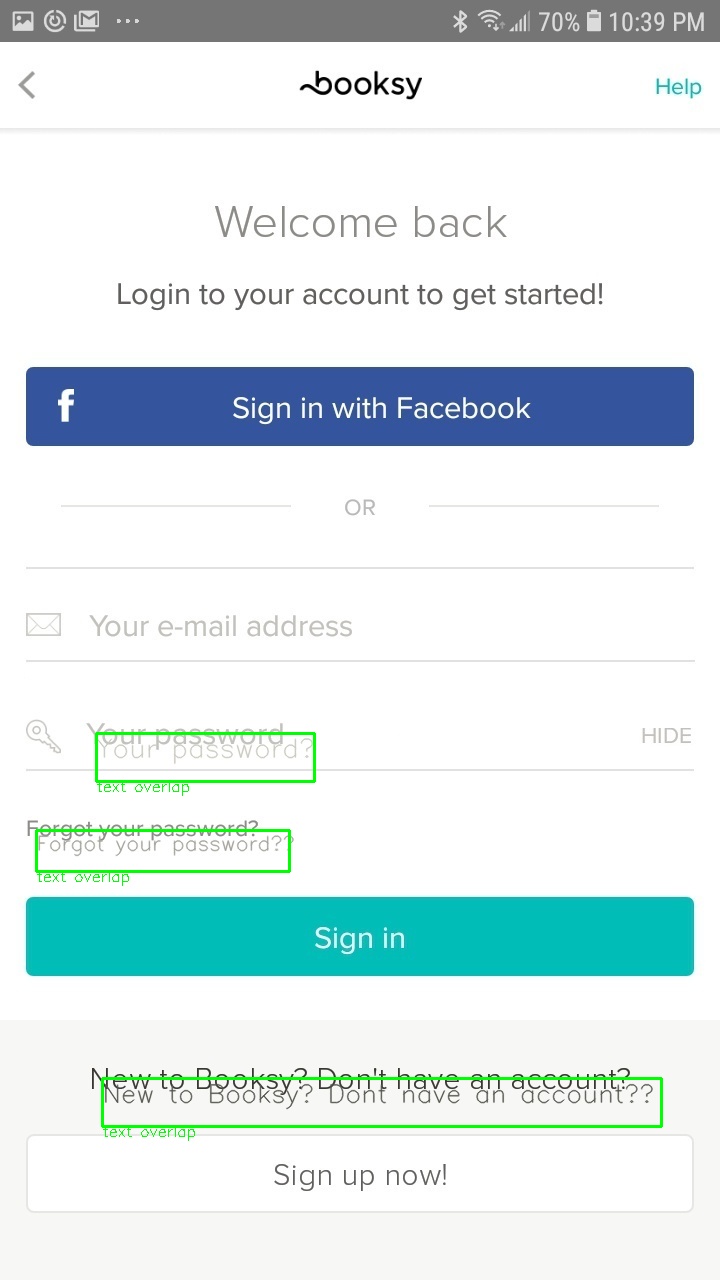 70% 10:39 PM
booksy Help
Welcome back
Login to your account to get started!
f Sign in with Facebook
OR
Your e-mail address
Your password HIDE
Your password?
text overlap
Forgot your password?
Forgot your password??
text overlap
Sign in
New to Booksy? Don't have an account?
New to Booksy? Dont have an account??
text overlap
Sign up now!